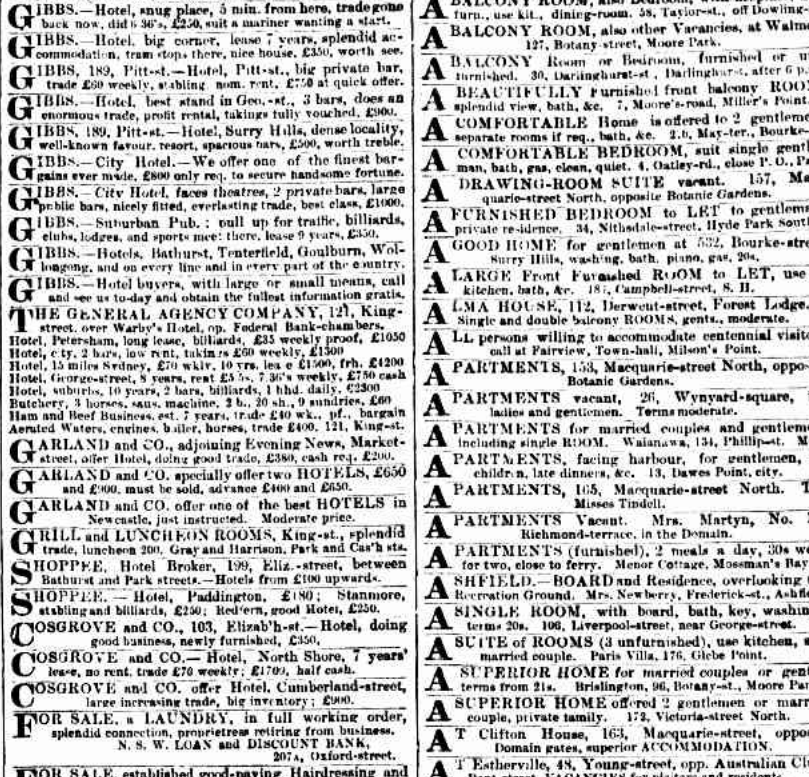 GIBBS.—Hotel, snug place, 5 min. from here, trade gone
back now, did 6 36's, £250, suit a mariner wanting a start.
GIBBS.—Hotel, big corner, lease 7 years, splendid ac-
commodation, tram stops there, nice house, £350, worth see.
GIBBS, 189, Pitt-st.—Hotel, Pitt-st., big private bar,
trade £60 weekly, stabling nom. rent, £750 at quick offer.
GIBBS.—Hotel, best stand in Geo.-st., 3 bars, does an
enormous trade, profit rental, takings fully vouched, £900.
GIBBS, 189, Pitt-st.—Hotel, Surry Hills, dense locality,
well-known favour. resort, spacious bars, £500, worth treble.
GIBBS.—City Hotel.—We offer one of the finest bar-
gains ever made, £800 only req. to secure handsome fortune.
GIBBS.—City Hotel, faces theatres, 2 private bars, large
public bars, nicely fitted, everlasting trade, best class, £1000.
GIBBS.—Suburban Pub.; pull up for traffic, billiards,
clubs, lodges, and sports meet there, lease 9 years, £350.
GIBBS.—Hotels, Bathurst, Tenterfield, Goulburn, Wol-
longong, and on every line and in every part of the country.
GIBBS.—Hotel buyers, with large or small means, call
and see us to-day and obtain the fullest information gratis.
THE GENERAL AGENCY COMPANY, 121, King-
street, over Warby's Hotel, op. Federal Bank-chambers.
Hotel, Petersham, long lease, billiards, £35 weekly proof, £1050
Hotel, city, 2 bars, low rent, takings £60 weekly, £1300
Hotel, 15 miles Sydney, £70 wkly, 10 yrs. lease £1500, frh. £4200
Hotel, George-street, 8 years, rent £5 5s., 7 36's weekly, £750 cash
Hotel, suburbs, 10 years, 2 bars, billiards, 1 hhd. daily, £2300
Butchery, 3 horses, saus. machine, 2 b., 20 sh., 9 sundries, £60
Ham and Beef Business, est. 7 years, trade £40 wk., pf., bargain
Aerated Waters, engines, boiler, horses, trade £400. 121, King-st.
GARLAND and CO., adjoining Evening News, Market-
street, offer Hotel, doing good trade, £380, cash req. £200.
GARLAND and CO. specially offer two HOTELS, £650
and £900, must be sold, advance £400 and £650.
GARLAND and CO. offer one of the best HOTELS in
Newcastle, just instructed. Moderate price.
GRILL and LUNCHEON ROOMS, King-st., splendid
trade, luncheon 200. Gray and Harrison, Park and Cas'h sts.
SHOPPEE, Hotel Broker, 199, Eliz.-street, between
Bathurst and Park streets.—Hotels from £100 upwards.
SHOPPEE.—Hotel, Paddington, £180; Stanmore,
stabling and billiards, £250; Redfern, good Hotel, £250.
COSGROVE and CO., 103, Elizab'h-st.—Hotel, doing
good business, newly furnished, £350.
COSGROVE and CO.—Hotel, North Shore, 7 years'
lease, no rent, trade £70 weekly; £1700, half cash.
COSGROVE and CO. offer Hotel, Cumberland-street,
large increasing trade, big inventory; £900.
FOR SALE, a LAUNDRY, in full working order,
splendid connection, proprietress retiring from business.
N. S. W. LOAN and DISCOUNT BANK,
207A, Oxford-street.
FOR SALE, established good-paying Hairdressing and
A BALCONY ROOM, also Bedroom,
furn., use kit., dining-room. 58, Taylor-st., off Dowling-
A BALCONY ROOM, also other Vacancies, at
127, Botany-street, Moore Park.
A BALCONY Room or Bedroom, furnished or
furnished. 30, Darlinghurst-st, Darlinghurst, after 6 p
A BEAUTIFULLY Furnished front balcony ROO
splendid view, bath, &c. 7, Moore's-road, Miller's Point
A COMFORTABLE Home is offered to 2 gentleme
separate rooms if req., bath, &c. May-ter., Bourke
A COMFORTABLE BEDROOM, suit single gentl
man, bath, gas, clean, quiet. 4, Oatley-rd., close P. O., P
A DRAWING-ROOM SUITE vacant. 157, Ma
quarie-street North, opposite Botanic Gardens.
A FURNISHED BEDROOM to LET to gentlema
private residence. 34, Nithsdale-street, Hyde Park South
A GOOD HOME for gentlemen at 532, Bourke-str
Surry Hills, washing, bath, piano, gas, 20s.
A LARGE Front Furnished ROOM to LET, use
kitchen, bath, &c. Campbell-street, S. H.
ALMA HOUSE, 112, Derwent-street, Forest Lodge.
Single and double balcony ROOMS, gents., moderate.
ALL persons willing to accommodate centennial visito
call at Fairview, Town-hall, Milson's Point.
APARTMENTS, 153, Macquarie-street North, oppo-
Botanic Gardens.
APARTMENTS vacant, 26, Wynyard-square,
ladies and gentlemen. Terms moderate.
APARTMENTS for married couples and gentleme
including single ROOM. Waianawa, 134, Phillip-st. M
APARTMENTS, facing harbour, for gentlemen,
children, late dinners, &c. 13, Dawes Point, city.
APARTMENTS, 165, Macquarie-street North. T
Misses Tindell.
APARTMENTS Vacant. Mrs. Martyn, No.
Richmond-terrace, in the Domain.
APARTMENTS (furnished), 2 meals a day, 30s w
for two, close to ferry. Menor Cottage, Mossman's Bay
ASHFIELD.—BOARD and Residence, overlooking
Recreation Ground. Mrs. Newberry, Frederick-st., Ashfie
A SINGLE ROOM, with board, bath, key, washin
terms 20s. 106, Liverpool-street, near George-street.
A SUITE of ROOMS (3 unfurnished), use kitchen, s
married couple. Paris Villa, 176, Glebe Point.
A SUPERIOR HOME for married couples or gent
terms from 21s. Brislington, 96, Botany-st., Moore Par
A SUPERIOR HOME offered 2 gentlemen or marr
couple, private family. 172, Victoria-street North.
AT Clifton House, 163, Macquarie-street, oppos
Domain gates, superior ACCOMMODATION.
AT Estherville, 48, Young-street, opp. Australian Cl